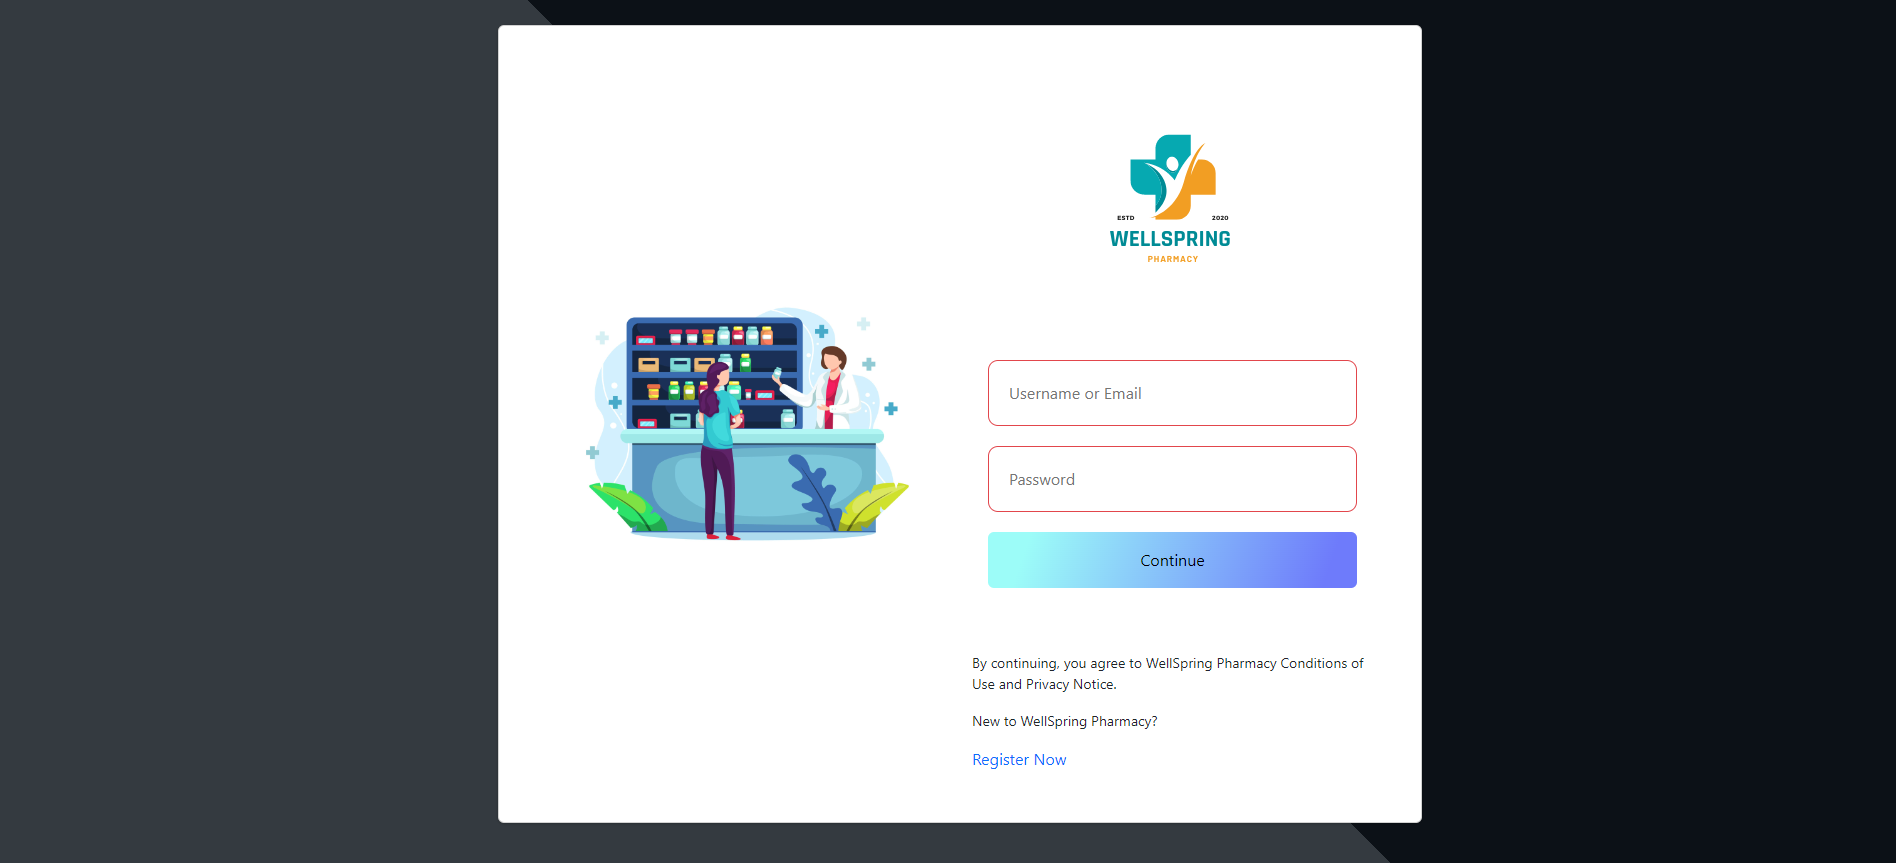 ESTD 2020
WELLSPRING
PHARMACY
Username or Email
Password
Continue
By continuing, you agree to WellSpring Pharmacy Conditions of
Use and Privacy Notice.
New to WellSpring Pharmacy?
Register Now